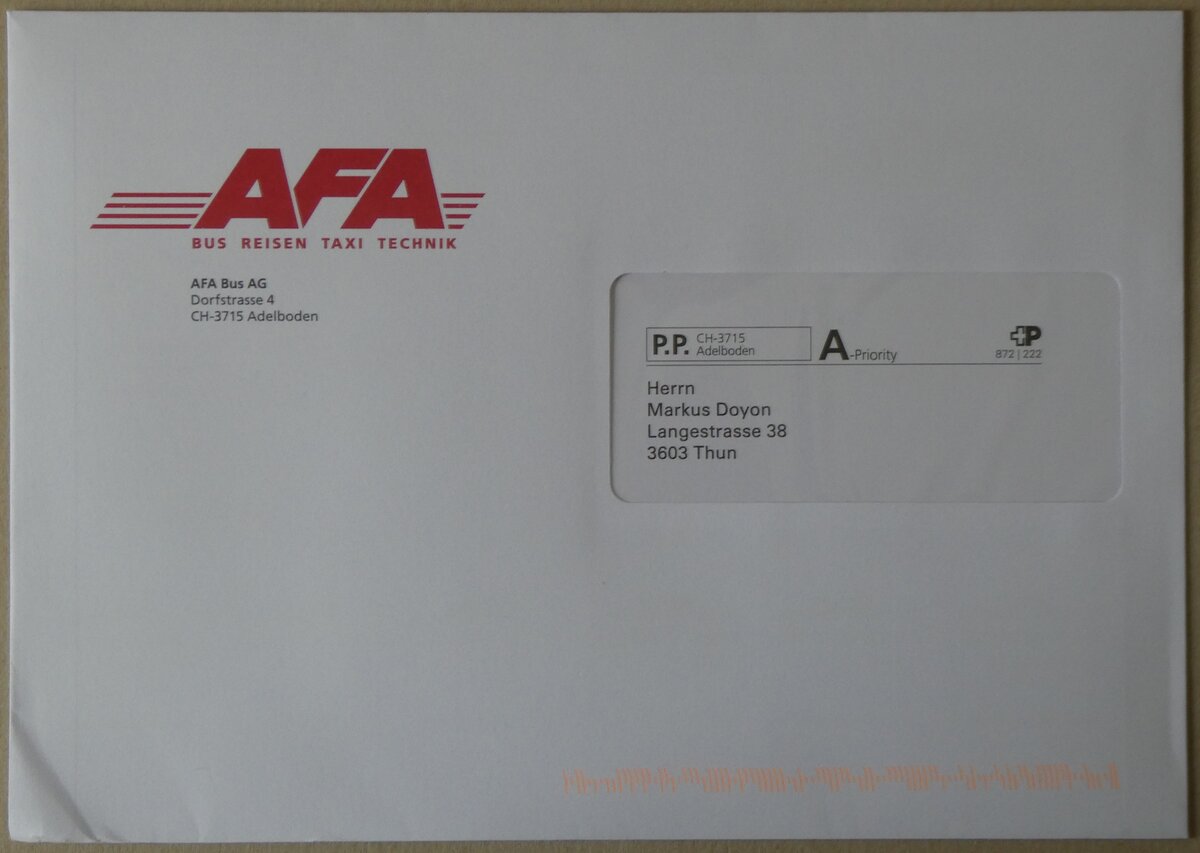 AFA
BUS REISEN TAXI TECHNIK
AFA Bus AG
Dorfstrasse 4
CH-3715 Adelboden
P.P. CH-3715
Adelboden
A-Priority
P
872 | 222
Herrn
Markus Doyon
Langestrasse 38
3603 Thun